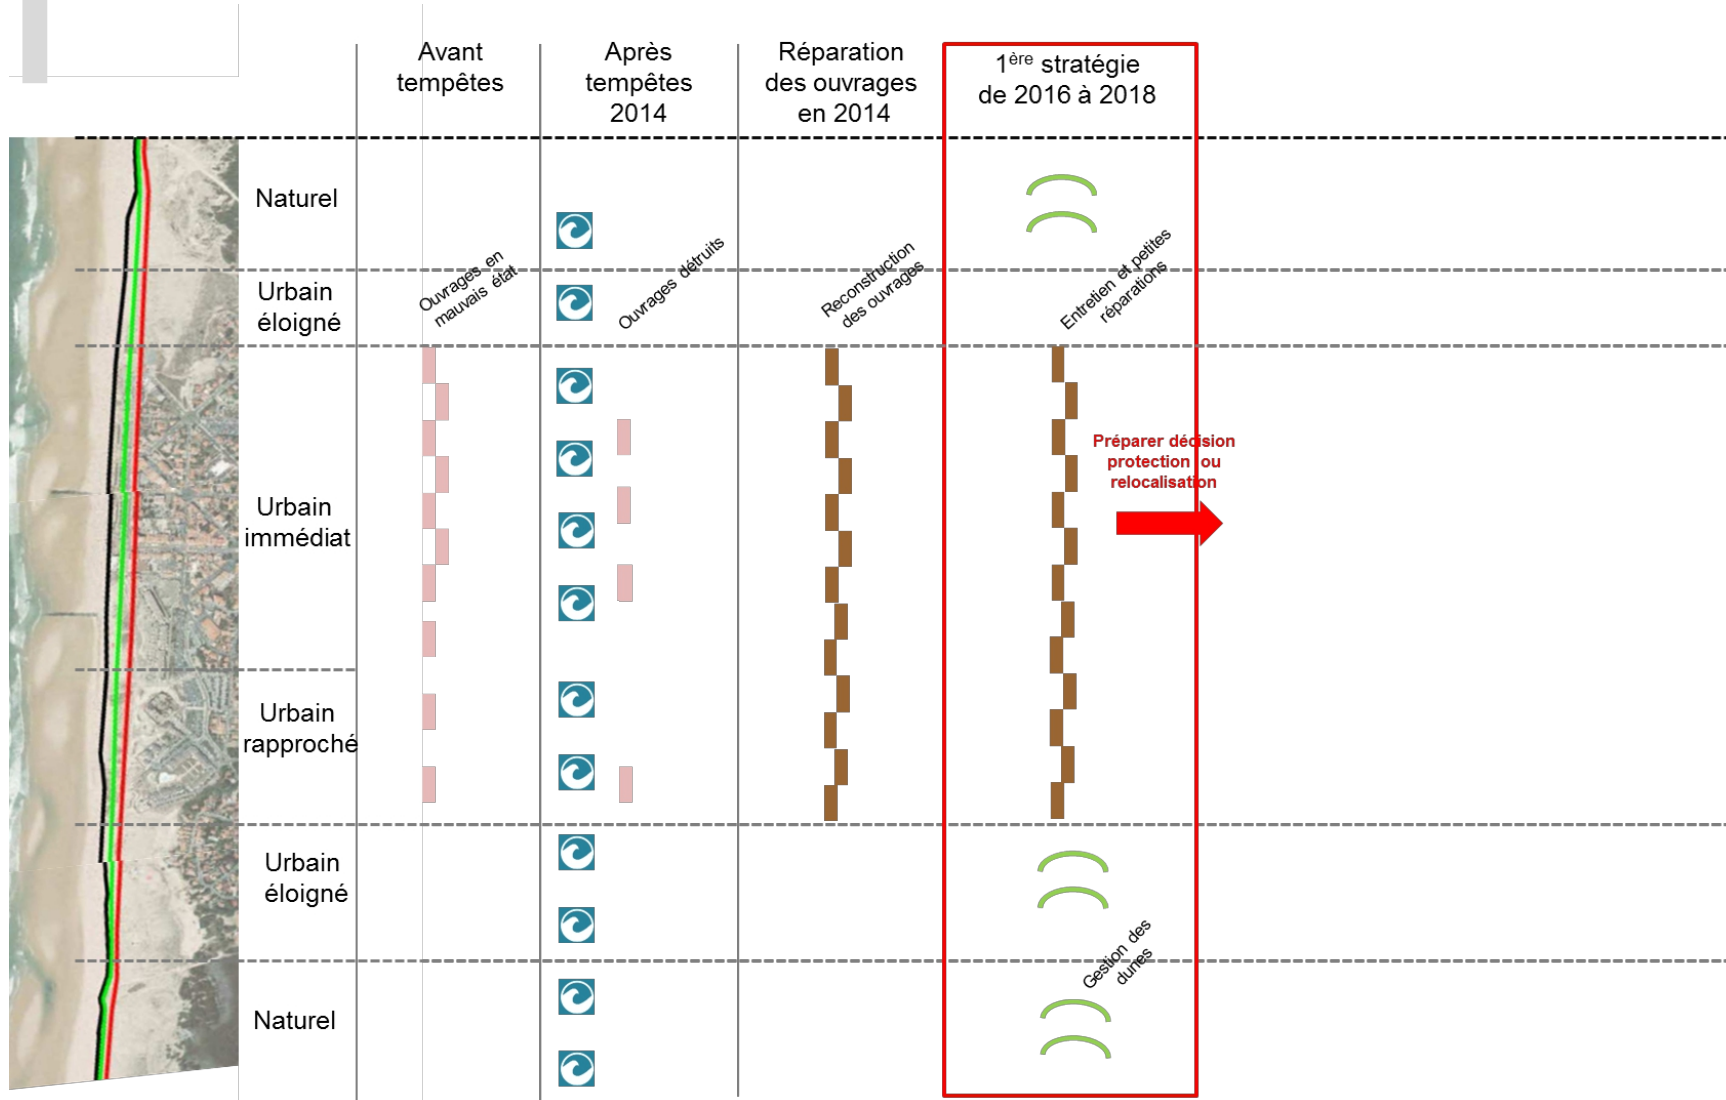 Avant
tempêtes
Après
tempêtes
2014
Réparation
des ouvrages
en 2014
1ère stratégie
de 2016 à 2018
Naturel
Urbain
éloigné
Ouvrages en
mauvais état
Ouvrages détruits
Reconstruction
des ouvrages
Entretien et petites
réparations
Urbain
immédiat
Préparer décision
protection ou
relocalisation
Urbain
rapproché
Urbain
éloigné
Gestion des
dunes
Naturel